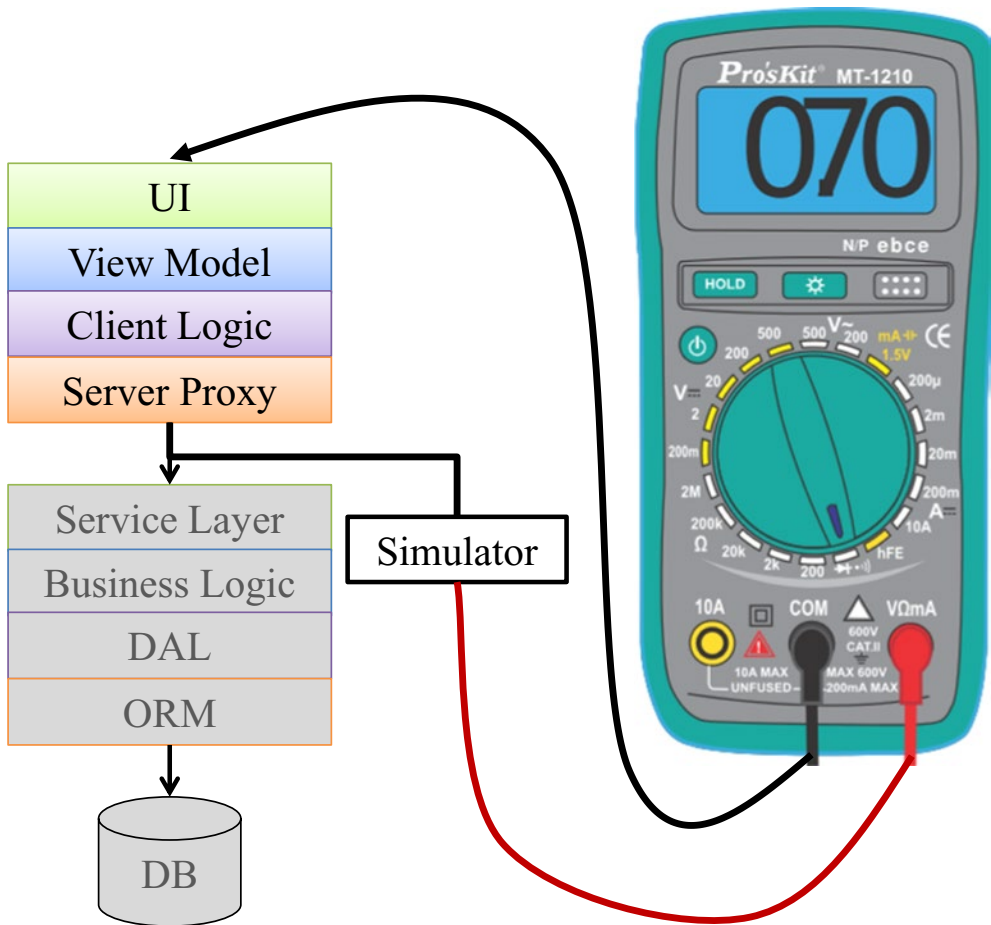 UI
View Model
Client Logic
Server Proxy
Service Layer
Business Logic
DAL
ORM
DB
Simulator
Pro'sKit® MT-1210
070
N/P ebce
HOLD
500 500 V~ 200 mA 1.5V CE
200 200µ
20 2m
V
2 20m
200m 200m
2M A
200k 10A
Ω
20k hFE
2k 200
10A COM VΩmA
600V
CAT.II
10A MAX MAX 600V
UNFUSED 200mA MAX